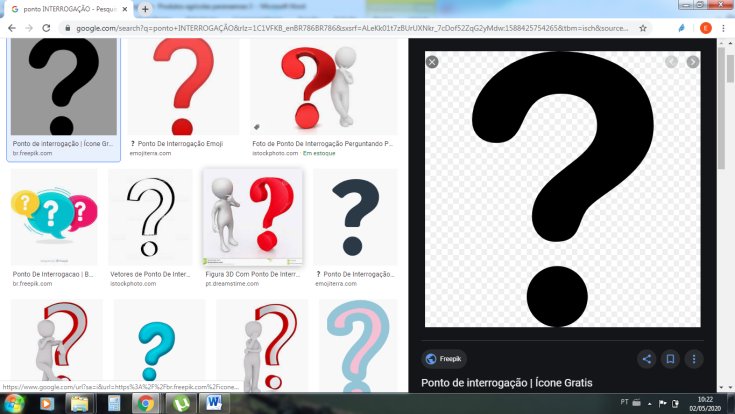 ponto INTERROGAÇÃO - Pesqui
google.com/search?q=ponto+INTERROGAÇÃO&rlz=1C1VFKB_enBR786BR786&sxsrf=ALeKk01t7zBUrUXNkr_7cDof52ZqG2yMdw:1588425754265&tbm=isch&source...
E
Ponto de interrogação | Ícone Gr...
br.freepik.com
❓ Ponto De Interrogação Emoji
emojiterra.com
Foto de Ponto De Interrogação Perguntando P...
istockphoto.com · Em estoque
Ponto De Interrogacao | B...
br.freepik.com
Vetores de Ponto De Inter...
istockphoto.com
Figura 3D Com Ponto De Interr...
pt.dreamstime.com
❓ Ponto De Interrogação...
emojiterra.com
Freepik
Ponto de interrogação | Ícone Gratis
https://www.google.com/url?sa=i&url=https%3A%2F%2Fbr.freepik.com%2Ficone...
PT
10:22
02/05/2020